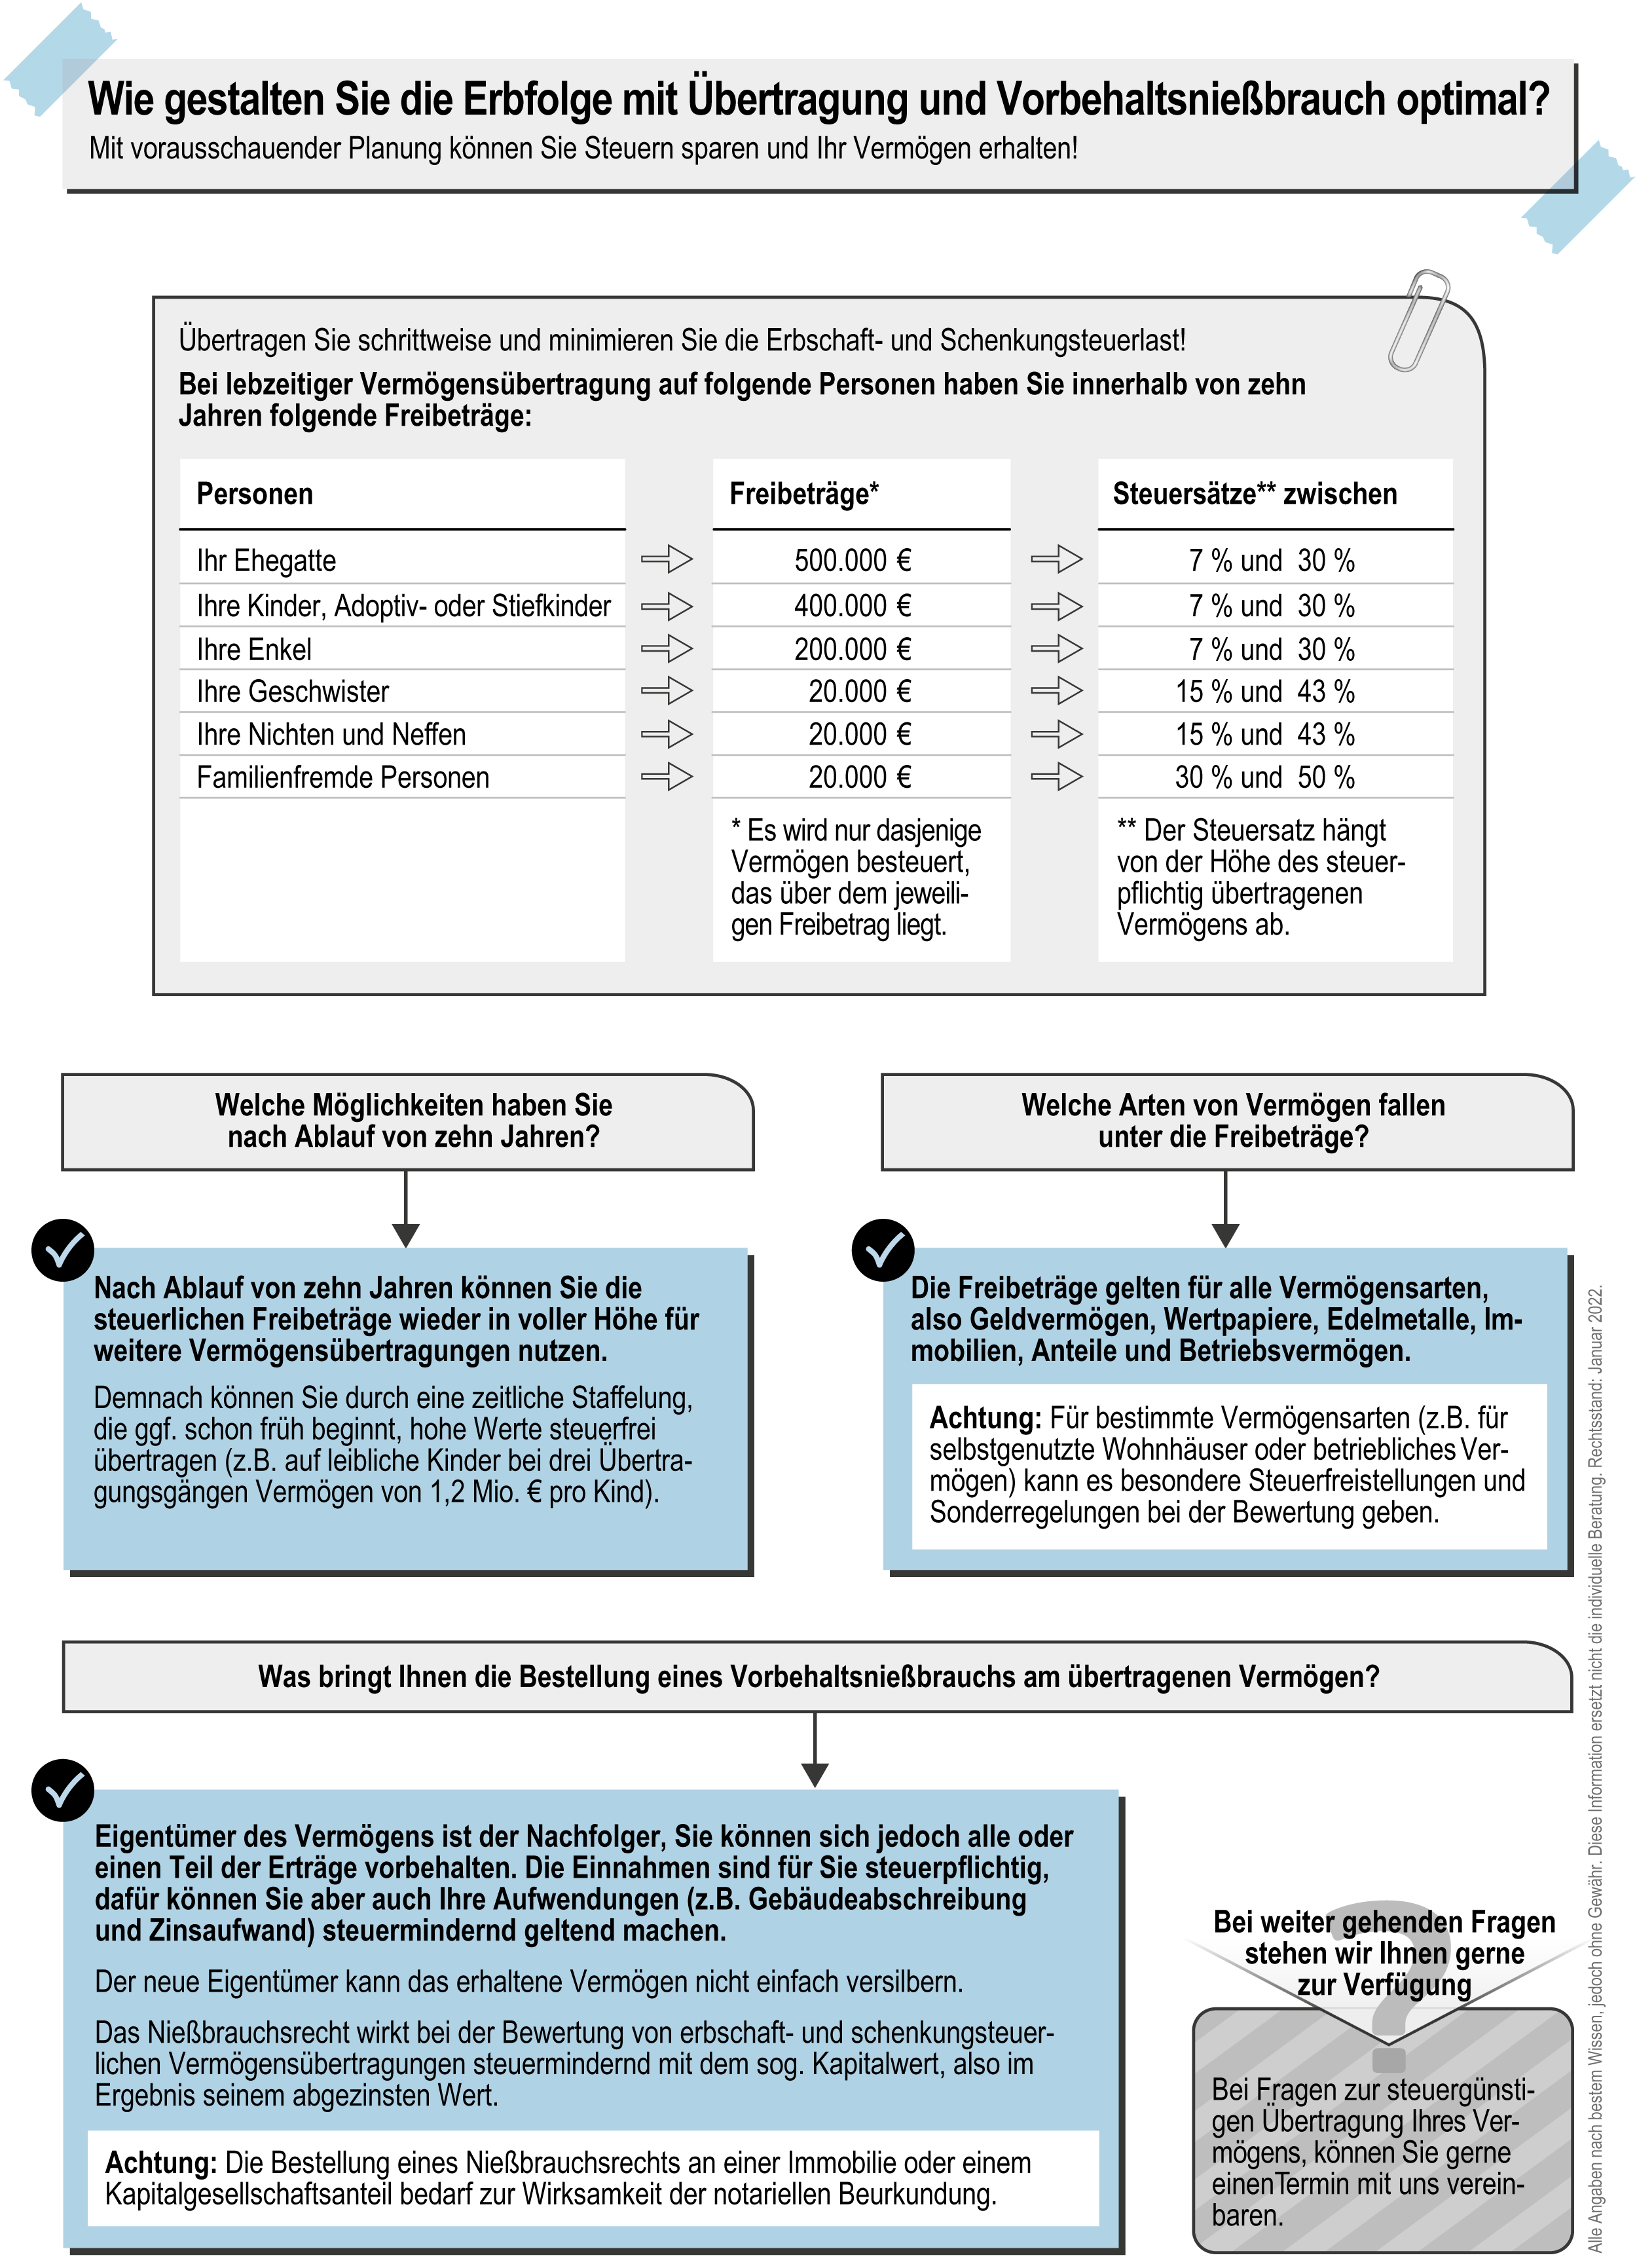 Wie gestalten Sie die Erbfolge mit Übertragung und Vorbehaltsnießbrauch optimal?
Mit vorausschauender Planung können Sie Steuern sparen und Ihr Vermögen erhalten!
Übertragen Sie schrittweise und minimieren Sie die Erbschaft- und Schenkungsteuerlast!
Bei lebzeitiger Vermögensübertragung auf folgende Personen haben Sie innerhalb von zehn
Jahren folgende Freibeträge:
Personen Freibeträge* Steuersätze** zwischen
Ihr Ehegatte 500.000 € 7 % und 30 %
Ihre Kinder, Adoptiv- oder Stiefkinder 400.000 € 7 % und 30 %
Ihre Enkel 200.000 € 7 % und 30 %
Ihre Geschwister 20.000 € 15 % und 43 %
Ihre Nichten und Neffen 20.000 € 15 % und 43 %
Familienfremde Personen 20.000 € 30 % und 50 %
* Es wird nur dasjenige
Vermögen besteuert,
das über dem jeweili-
gen Freibetrag liegt.
** Der Steuersatz hängt
von der Höhe des steuer-
pflichtig übertragenen
Vermögens ab.
Welche Möglichkeiten haben Sie
nach Ablauf von zehn Jahren?
Nach Ablauf von zehn Jahren können Sie die
steuerlichen Freibeträge wieder in voller Höhe für
weitere Vermögensübertragungen nutzen.
Demnach können Sie durch eine zeitliche Staffelung,
die ggf. schon früh beginnt, hohe Werte steuerfrei
übertragen (z.B. auf leibliche Kinder bei drei Übertra-
gungsgängen Vermögen von 1,2 Mio. € pro Kind).
Welche Arten von Vermögen fallen
unter die Freibeträge?
Die Freibeträge gelten für alle Vermögensarten,
also Geldvermögen, Wertpapiere, Edelmetalle, Im-
mobilien, Anteile und Betriebsvermögen.
Achtung: Für bestimmte Vermögensarten (z.B. für
selbstgenutzte Wohnhäuser oder betriebliches Ver-
mögen) kann es besondere Steuerfreistellungen und
Sonderregelungen bei der Bewertung geben.
Was bringt Ihnen die Bestellung eines Vorbehaltsnießbrauchs am übertragenen Vermögen?
Eigentümer des Vermögens ist der Nachfolger, Sie können sich jedoch alle oder
einen Teil der Erträge vorbehalten. Die Einnahmen sind für Sie steuerpflichtig,
dafür können Sie aber auch Ihre Aufwendungen (z.B. Gebäudeabschreibung
und Zinsaufwand) steuermindernd geltend machen.
Der neue Eigentümer kann das erhaltene Vermögen nicht einfach versilbern.
Das Nießbrauchsrecht wirkt bei der Bewertung von erbschaft- und schenkungsteuer-
lichen Vermögensübertragungen steuermindernd mit dem sog. Kapitalwert, also im
Ergebnis seinem abgezinsten Wert.
Achtung: Die Bestellung eines Nießbrauchsrechts an einer Immobilie oder einem
Kapitalgesellschaftsanteil bedarf zur Wirksamkeit der notariellen Beurkundung.
?
Bei weiter gehenden Fragen
stehen wir Ihnen gerne
zur Verfügung
Bei Fragen zur steuergünsti-
gen Übertragung Ihres Ver-
mögens, können Sie gerne
einenTermin mit uns verein-
baren.
Alle Angaben nach bestem Wissen, jedoch ohne Gewähr. Diese Information ersetzt nicht die individuelle Beratung. Rechtsstand: Januar 2022.